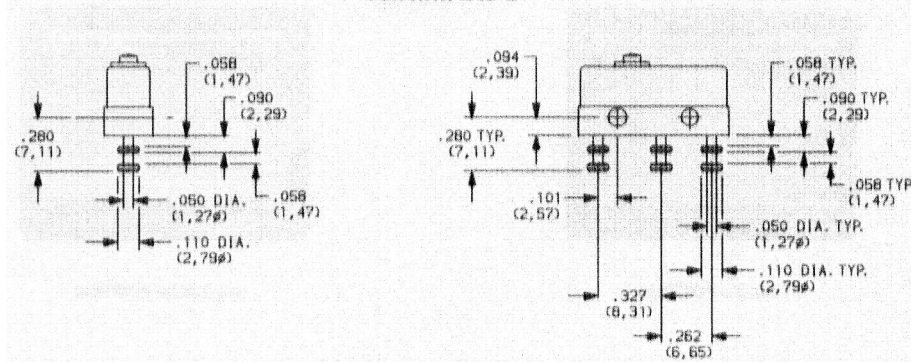 .058
(1,47)
.090
(2,29)
.280
(7,11)
.058
(1,47)
.050 DIA.
(1,27ø)
.110 DIA.
(2,79ø)
.094
(2,39)
.058 TYP.
(1,47)
.090 TYP.
(2,29)
.280 TYP.
(7,11)
.058 TYP
(1,47)
.101
(2,57)
.050 DIA. TYP.
(1,27ø)
.110 DIA. TYP.
(2,79ø)
.327
(8,31)
.262
(6,65)